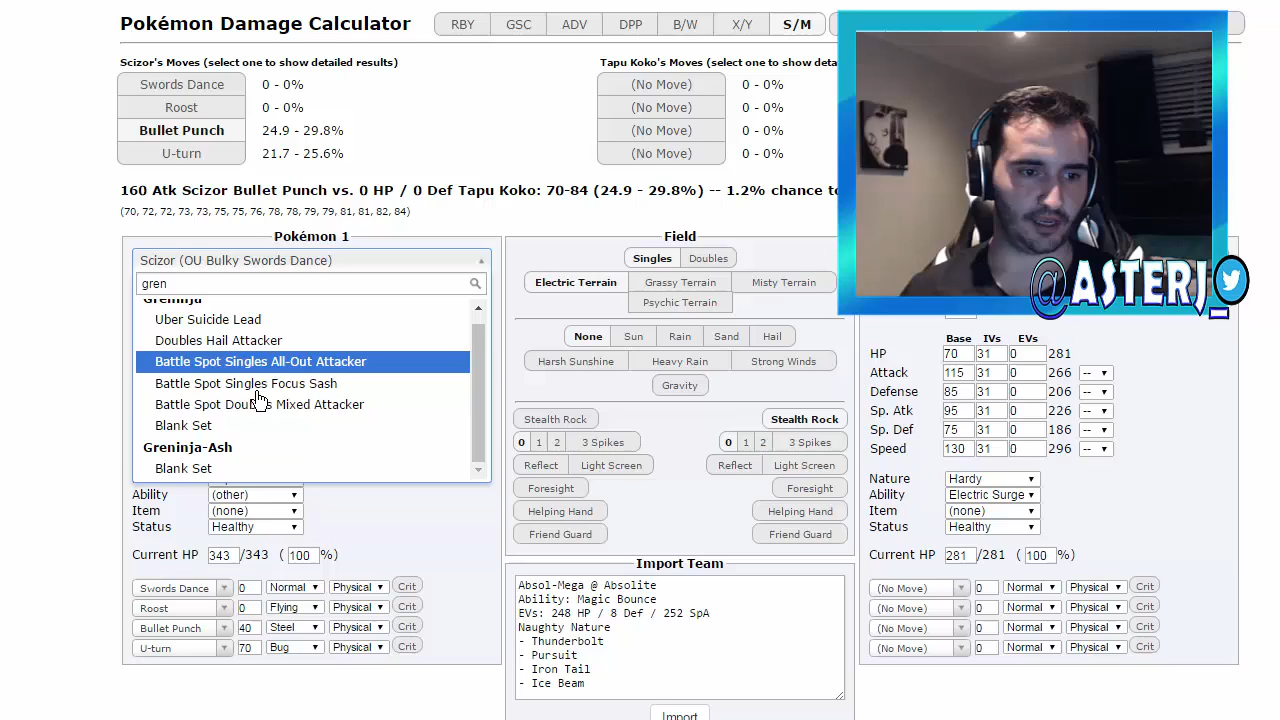 Pokémon Damage Calculator
RBY GSC ADV DPP B/W X/Y S/M
Scizor's Moves (select one to show detailed results)
Swords Dance 0 - 0%
Roost 0 - 0%
Bullet Punch 24.9 - 29.8%
U-turn 21.7 - 25.6%
Tapu Koko's Moves (select one to show deta
(No Move) 0 - 0%
(No Move) 0 - 0%
(No Move) 0 - 0%
(No Move) 0 - 0%
160 Atk Scizor Bullet Punch vs. 0 HP / 0 Def Tapu Koko: 70-84 (24.9 - 29.8%) -- 1.2% chance to
(70, 72, 72, 73, 73, 75, 75, 76, 78, 78, 79, 79, 81, 81, 82, 84)
Pokémon 1
Scizor (OU Bulky Swords Dance)
gren
Greninja
Uber Suicide Lead
Doubles Hail Attacker
Battle Spot Singles All-Out Attacker
Battle Spot Singles Focus Sash
Battle Spot Doubles Mixed Attacker
Blank Set
Greninja-Ash
Blank Set
Ability (other)
Item (none)
Status Healthy
Current HP 343 /343 ( 100 %)
Swords Dance 0 Normal Physical Crit
Roost 0 Flying Physical Crit
Bullet Punch 40 Steel Physical Crit
U-turn 70 Bug Physical Crit
Field
Singles Doubles
Electric Terrain Grassy Terrain Misty Terrain
Psychic Terrain
None Sun Rain Sand Hail
Harsh Sunshine Heavy Rain Strong Winds
Gravity
Stealth Rock Stealth Rock
0 1 2 3 Spikes 0 1 2 3 Spikes
Reflect Light Screen Reflect Light Screen
Foresight Foresight
Helping Hand Helping Hand
Friend Guard Friend Guard
Import Team
Absol-Mega @ Absolite
Ability: Magic Bounce
EVs: 248 HP / 8 Def / 252 SpA
Naughty Nature
- Thunderbolt
- Pursuit
- Iron Tail
- Ice Beam
Import
@ASTERJ_
Base IVs EVs
HP 70 31 0 281
Attack 115 31 0 266 --
Defense 85 31 0 206 --
Sp. Atk 95 31 0 226 --
Sp. Def 75 31 0 186 --
Speed 130 31 0 296 --
Nature Hardy
Ability Electric Surge
Item (none)
Status Healthy
Current HP 281 /281 ( 100 %)
(No Move) 0 Normal Physical Crit
(No Move) 0 Normal Physical Crit
(No Move) 0 Normal Physical Crit
(No Move) 0 Normal Physical Crit